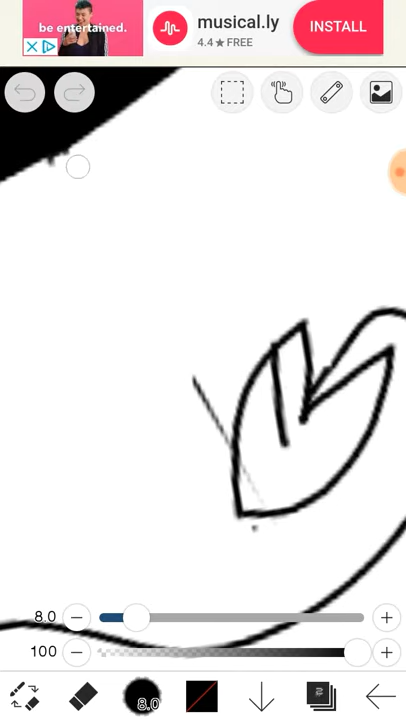 be entertained.
musical.ly
4.4★FREE
INSTALL
8.0
100
8.0